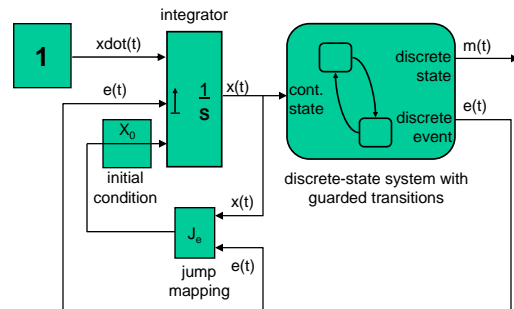 integrator
1
xdot(t)
e(t)
X0
initial
condition
1
s
x(t)
cont.
state
discrete
state
discrete
event
m(t)
e(t)
discrete-state system with
guarded transitions
x(t)
Je
e(t)
jump
mapping